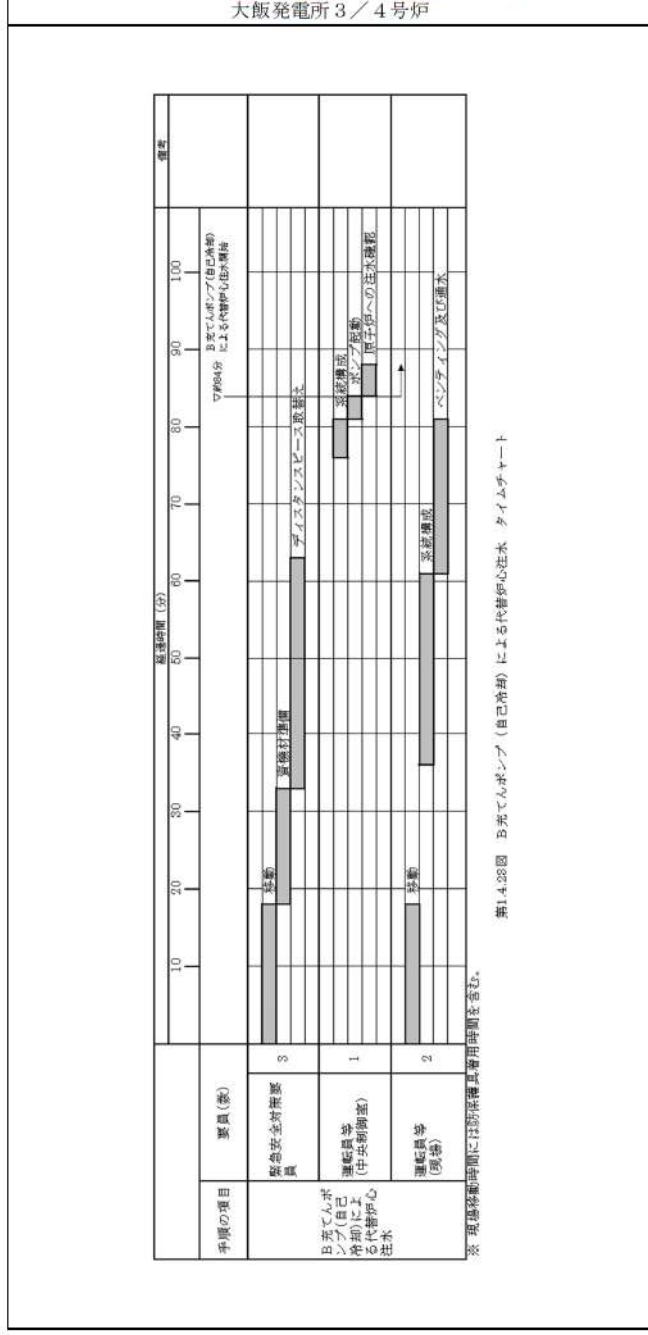 大飯発電所３／４号炉
経過時間（分）
備考
手順の項目
要員(数)
10
20
30
40
50
60
70
80
90
100
▽約84分 B充てんポンプ(自己冷却)
による代替炉心注水開始
B充てんポ
ンプ(自己
冷却)によ
る代替炉心
注水
緊急安全対策要
員
3
移動
資機材準備
ディスタンスピース取替え
運転員等
(中央制御室)
1
系統構成
ポンプ起動
原子炉への注水確認
運転員等
(現場)
2
移動
系統構成
ベンティング及び通水
※ 現場移動時間には防保護具着用時間を含む。
第1.4.28図 B充てんポンプ（自己冷却）による代替炉心注水 タイムチャート